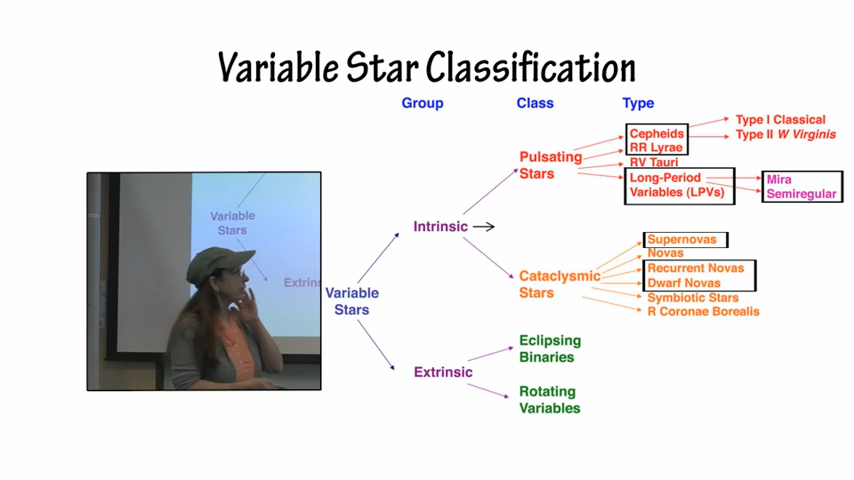 Variable Star Classification
Group
Class
Type
Type I Classical
Type II W Virginis
Cepheids
RR Lyrae
RV Tauri
Long-Period
Variables (LPVs)
Mira
Semiregular
Pulsating
Stars
Intrinsic
Supernovas
Novas
Recurrent Novas
Dwarf Novas
Symbiotic Stars
R Coronae Borealis
Cataclysmic
Stars
Variable
Stars
Extrinsic
Eclipsing
Binaries
Rotating
Variables
Variable
Stars
Extrins